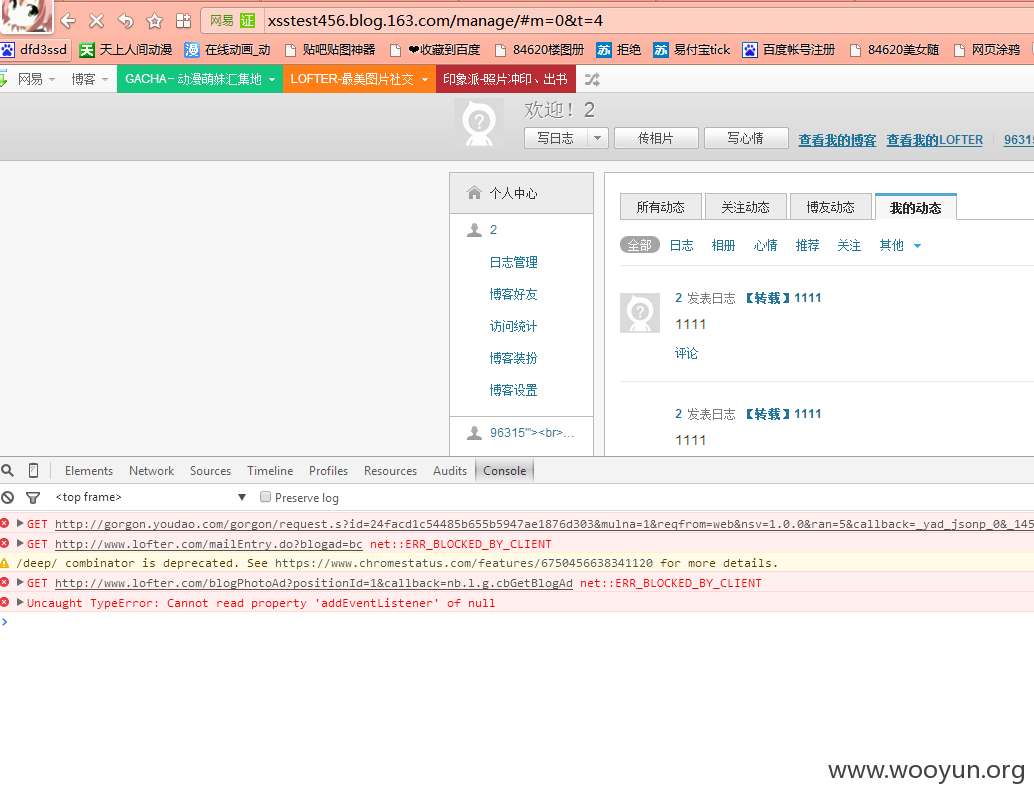 网易 证 xsstest456.blog.163.com/manage/#m=0&t=4
dfd3ssd 天上人间动漫 在线动画_动 贴吧贴图神器 ❤收藏到百度 84620楼图册 拒绝 易付宝tick 百度帐号注册 84620美女随 网页涂鸦
网易 博客 GACHA - 动漫萌妹汇集地 LOFTER-最美图片社交 印象派-照片冲印、出书
欢迎！2
写日志 传相片 写心情 查看我的博客 查看我的LOFTER 96315
个人中心
2
日志管理
博客好友
访问统计
博客装扮
博客设置
96315'"><br>...
所有动态 关注动态 博友动态 我的动态
全部 日志 相册 心情 推荐 关注 其他
2 发表日志 【转载】1111
1111
评论
2 发表日志 【转载】1111
1111
Elements Network Sources Timeline Profiles Resources Audits Console
<top frame> Preserve log
GET http://gorgon.youdao.com/gorgon/request.s?id=24facd1c54485b655b5947ae1876d303&mulna=1&reqfrom=web&nsv=1.0.0&ran=5&callback=_yad_jsonp_0&_145
GET http://www.lofter.com/mailEntry.do?blogad=bc net::ERR_BLOCKED_BY_CLIENT
/deep/ combinator is deprecated. See https://www.chromestatus.com/features/6750456638341120 for more details.
GET http://www.lofter.com/blogPhotoAd?positionId=1&callback=nb.l.g.cbGetBlogAd net::ERR_BLOCKED_BY_CLIENT
Uncaught TypeError: Cannot read property 'addEventListener' of null
www.wooyun.org